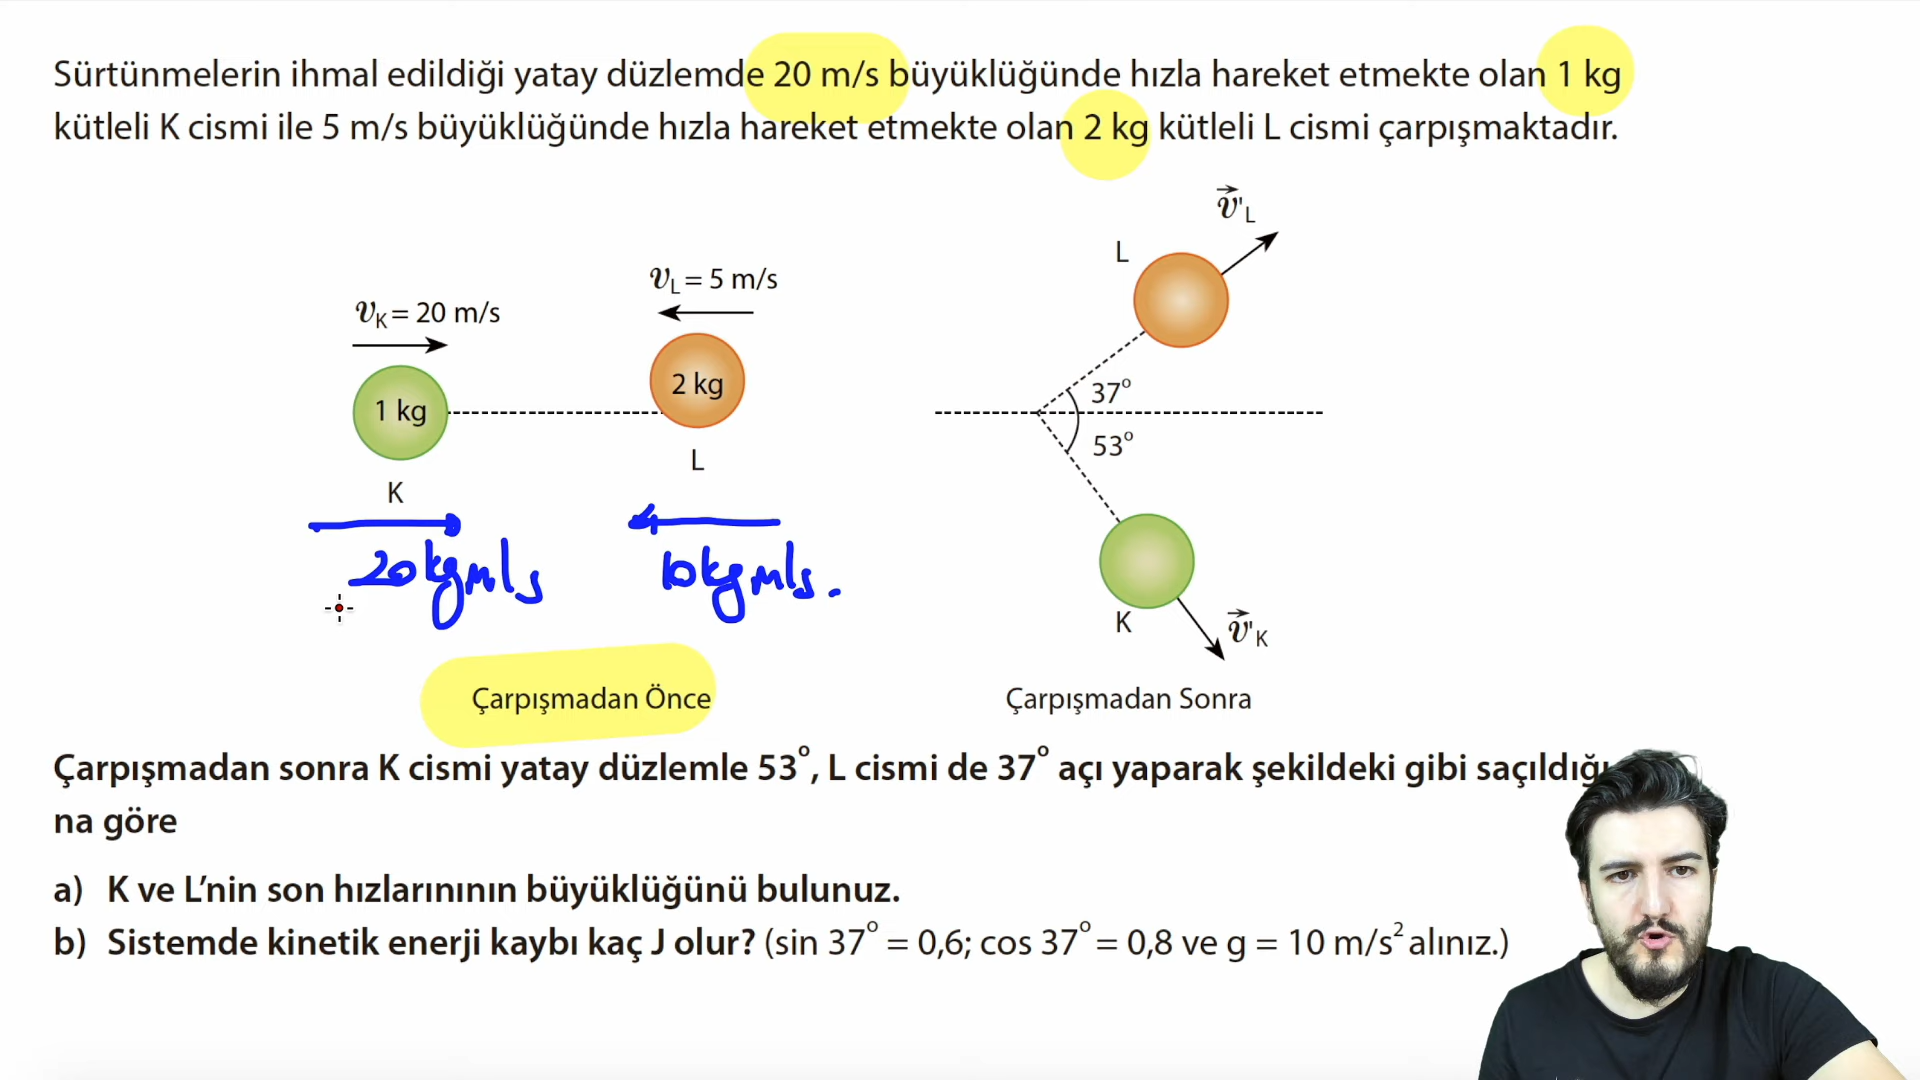 Sürtünmelerin ihmal edildiği yatay düzlemde 20 m/s büyüklüğünde hızla hareket etmekte olan 1 kg
kütleli K cismi ile 5 m/s büyüklüğünde hızla hareket etmekte olan 2 kg kütleli L cismi çarpışmaktadır.
v⃗'L
L
vL = 5 m/s
vK = 20 m/s
2 kg
1 kg
37°
53°
L
K
20 kg m/s
10 kg m/s.
K
v⃗'K
Çarpışmadan Önce
Çarpışmadan Sonra
Çarpışmadan sonra K cismi yatay düzlemle 53°, L cismi de 37° açı yaparak şekildeki gibi saçıldığı
na göre
a) K ve L’nin son hızlarınının büyüklüğünü bulunuz.
b) Sistemde kinetik enerji kaybı kaç J olur? (sin 37° = 0,6; cos 37° = 0,8 ve g = 10 m/s² alınız.)